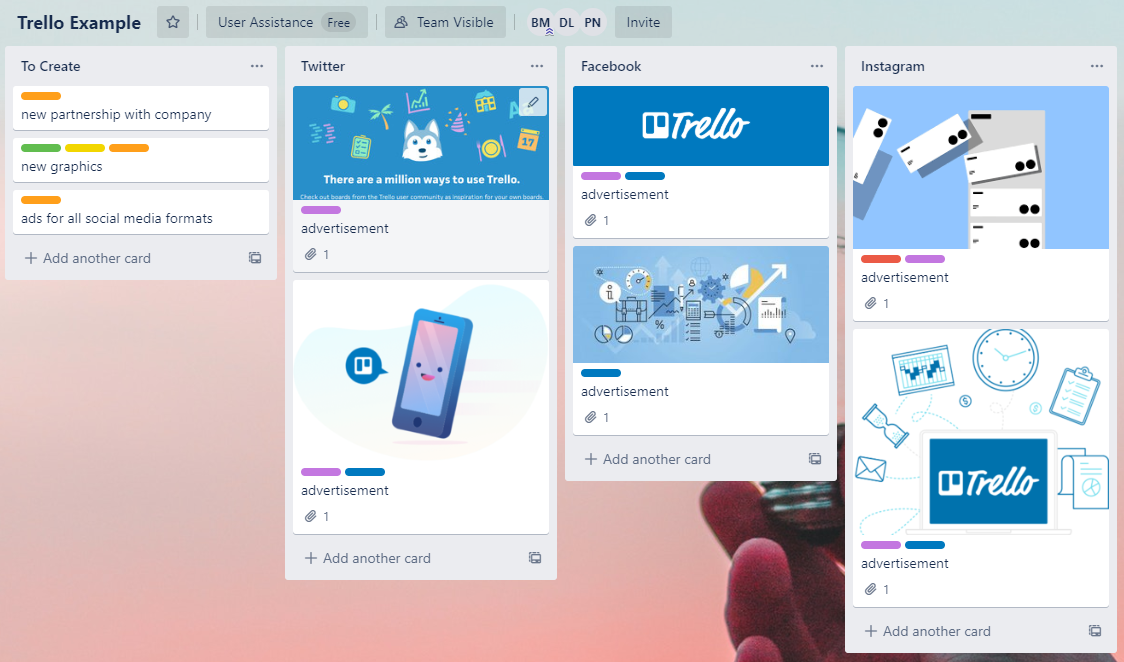 Trello Example
User Assistance Free
Team Visible
BM DL PN
Invite
To Create
new partnership with company
new graphics
ads for all social media formats
Add another card
Twitter
17
There are a million ways to use Trello.
Check out boards from the Trello user community as inspiration for your own boards.
advertisement
1
advertisement
1
Add another card
Facebook
Trello
advertisement
1
i
%
advertisement
1
Add another card
Instagram
advertisement
1
Trello
advertisement
1
Add another card